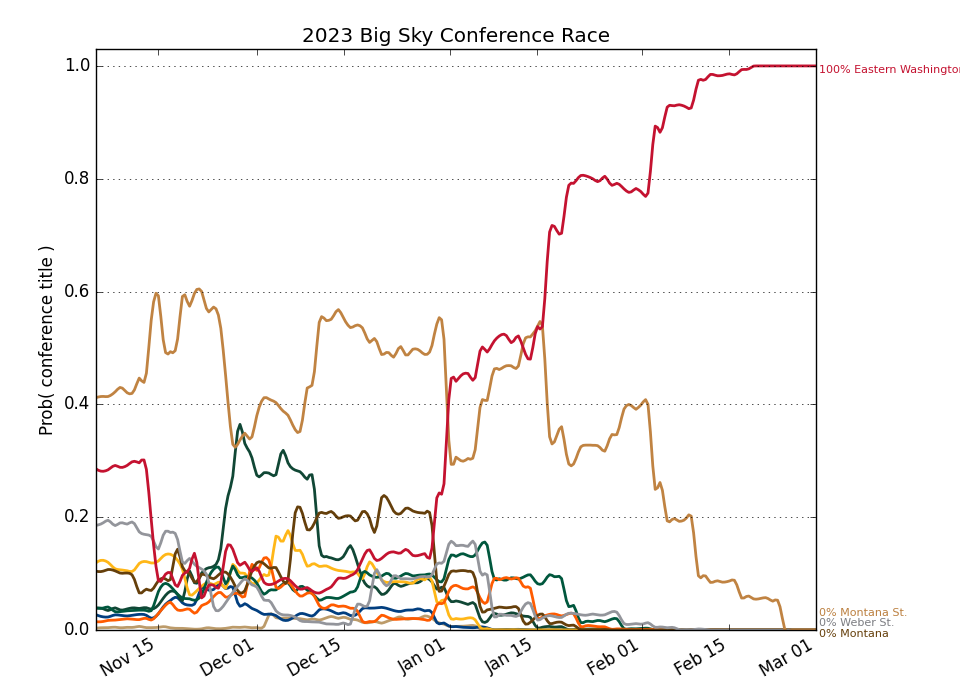 2023 Big Sky Conference Race
Prob( conference title )
1.0
0.8
0.6
0.4
0.2
0.0
100% Eastern Washington
0% Montana St.
0% Weber St.
0% Montana
Nov 15
Dec 01
Dec 15
Jan 01
Jan 15
Feb 01
Feb 15
Mar 01